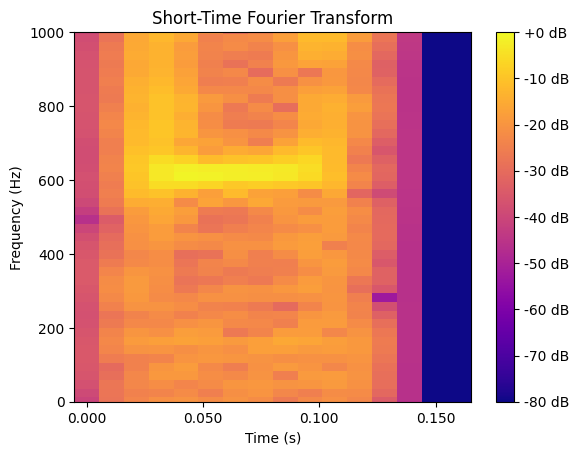 Short-Time Fourier Transform
Frequency (Hz)
1000
800
600
400
200
0
0.000
0.050
0.100
0.150
Time (s)
+0 dB
-10 dB
-20 dB
-30 dB
-40 dB
-50 dB
-60 dB
-70 dB
-80 dB